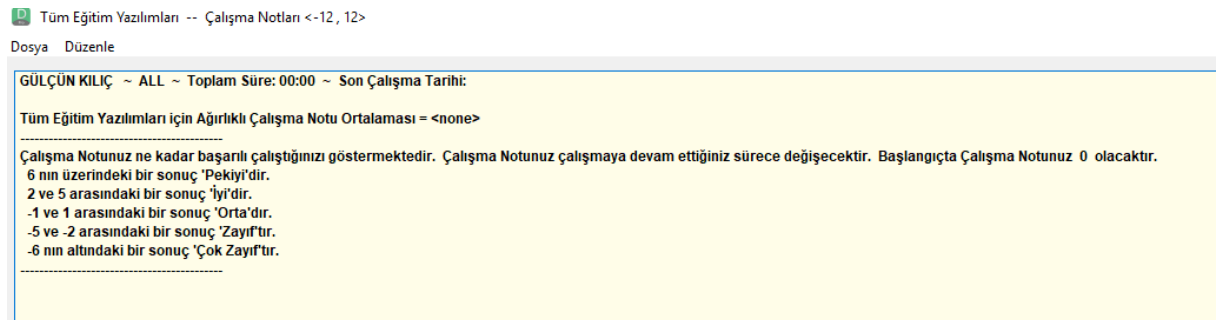 Tüm Eğitim Yazılımları -- Çalışma Notları <-12 , 12>
Dosya Düzenle
GÜLÇÜN KILIÇ ~ ALL ~ Toplam Süre: 00:00 ~ Son Çalışma Tarihi:
Tüm Eğitim Yazılımları için Ağırlıklı Çalışma Notu Ortalaması = <none>
-------------------------------------------
Çalışma Notunuz ne kadar başarılı çalıştığınızı göstermektedir. Çalışma Notunuz çalışmaya devam ettiğiniz sürece değişecektir. Başlangıçta Çalışma Notunuz 0 olacaktır.
6 nın üzerindeki bir sonuç 'Pekiyi'dir.
2 ve 5 arasındaki bir sonuç 'İyi'dir.
-1 ve 1 arasındaki bir sonuç 'Orta'dır.
-5 ve -2 arasındaki bir sonuç 'Zayıf'tır.
-6 nın altındaki bir sonuç 'Çok Zayıf'tır.
-------------------------------------------